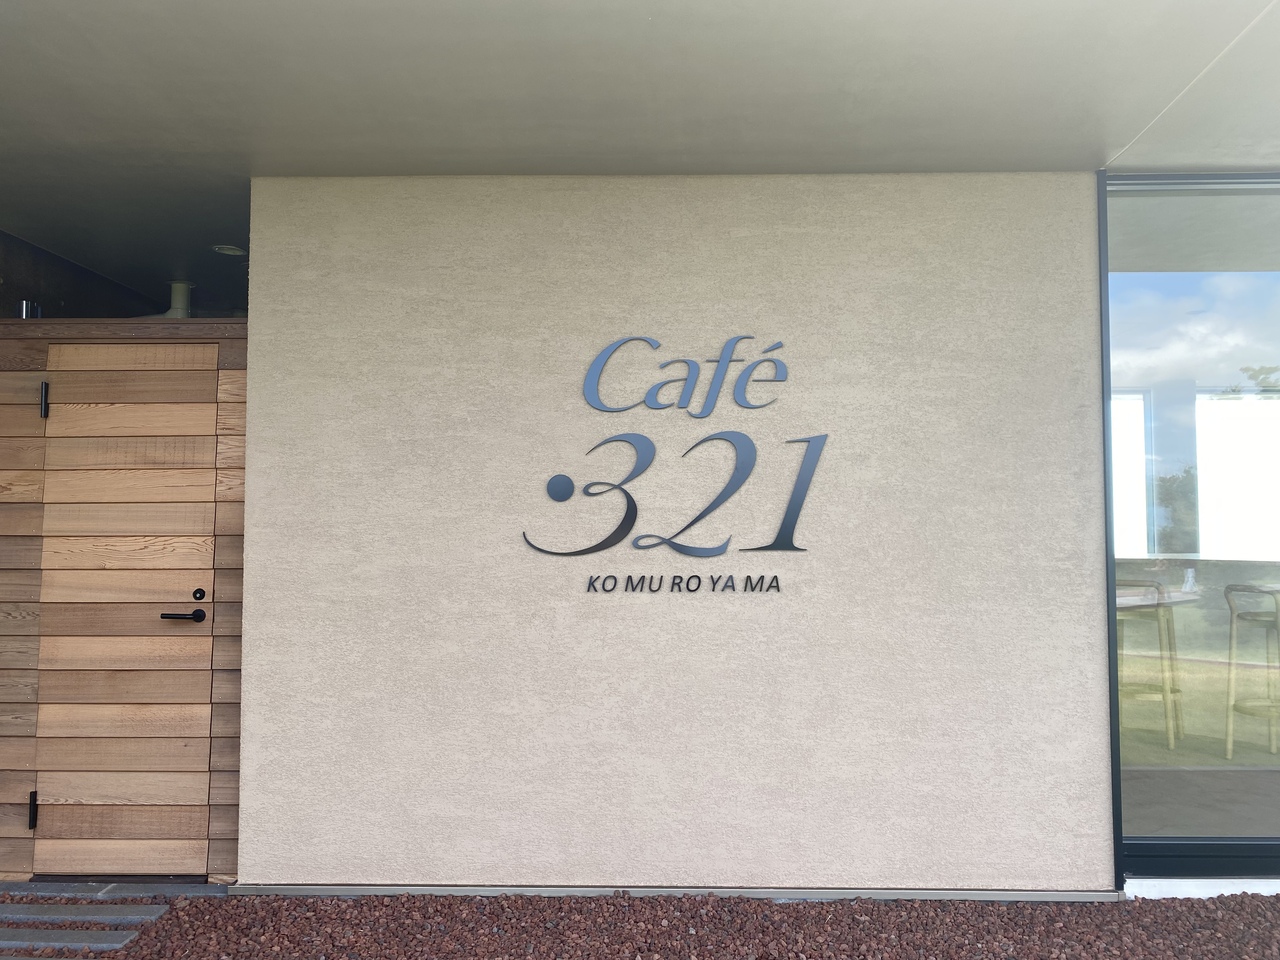 Café
•321
KO MU RO YA MA